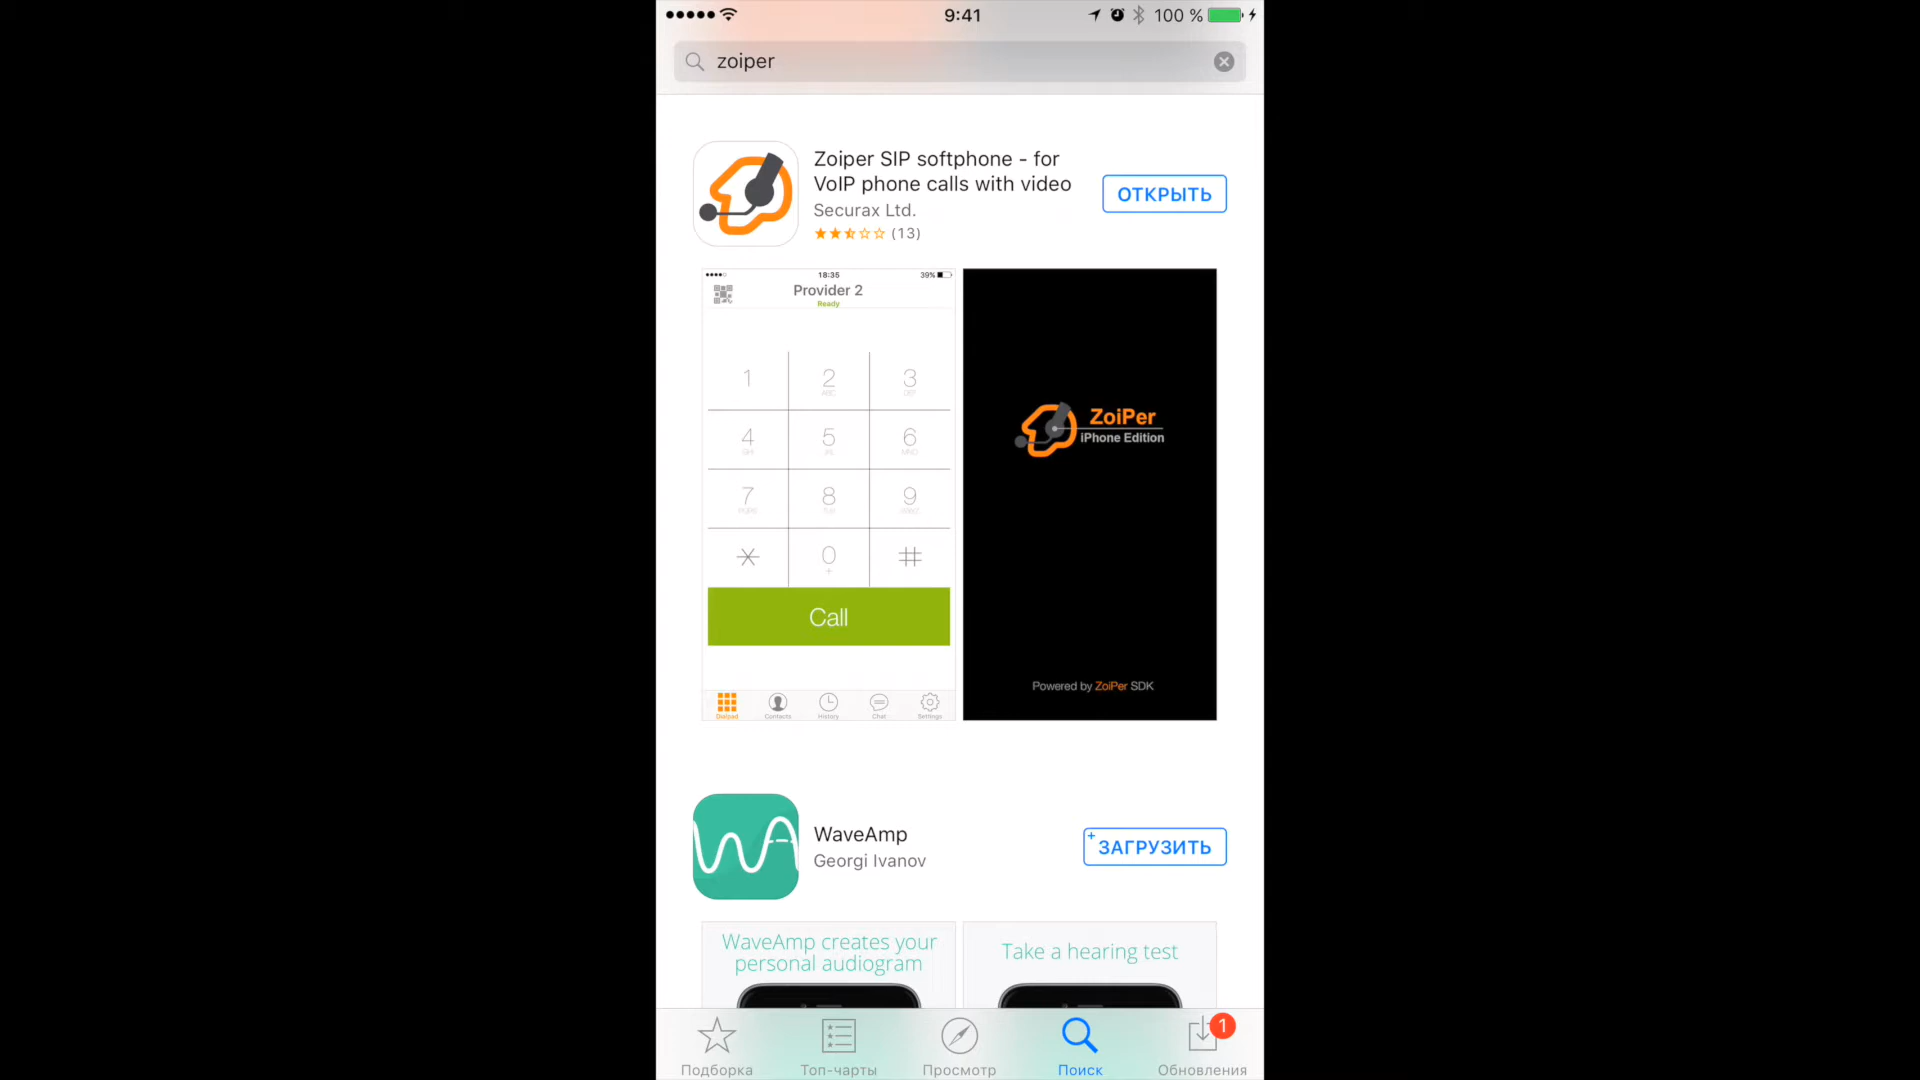 9:41
100 %
zoiper
Zoiper SIP softphone - for
VoIP phone calls with video
Securax Ltd.
(13)
ОТКРЫТЬ
18:35
39%
Provider 2
Ready
1
2
ABC
3
DEF
4
GHI
5
JKL
6
MNO
7
8
9
0
+
#
Call
Dialpad
Contacts
History
Chat
Settings
ZoiPer
iPhone Edition
Powered by ZoiPer SDK
WaveAmp
Georgi Ivanov
+
ЗАГРУЗИТЬ
WaveAmp creates your
personal audiogram
Take a hearing test
Подборка
Топ-чарты
Просмотр
Поиск
1
Обновления